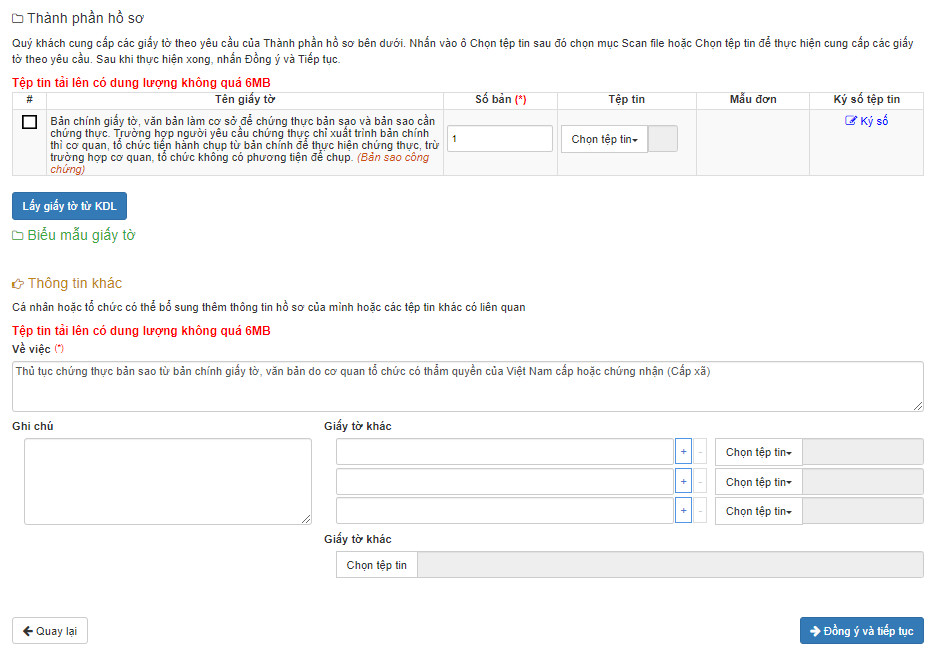 Thành phần hồ sơ
Quý khách cung cấp các giấy tờ theo yêu cầu của Thành phần hồ sơ bên dưới. Nhấn vào ô Chọn tệp tin sau đó chọn mục Scan file hoặc Chọn tệp tin để thực hiện cung cấp các giấy
tờ theo yêu cầu. Sau khi thực hiện xong, nhấn Đồng ý và Tiếp tục.
Tệp tin tải lên có dung lượng không quá 6MB
# Tên giấy tờ Số bản (*) Tệp tin Mẫu đơn Ký số tệp tin
Bản chính giấy tờ, văn bản làm cơ sở để chứng thực bản sao và bản sao cần
chứng thực. Trường hợp người yêu cầu chứng thực chỉ xuất trình bản chính
thì cơ quan, tổ chức tiến hành chụp từ bản chính để thực hiện chứng thực, trừ
trường hợp cơ quan, tổ chức không có phương tiện để chụp. (Bản sao công
chứng)
1
Chọn tệp tin
Ký số
Lấy giấy tờ từ KDL
Biểu mẫu giấy tờ
Thông tin khác
Cá nhân hoặc tổ chức có thể bổ sung thêm thông tin hồ sơ của mình hoặc các tệp tin khác có liên quan
Tệp tin tải lên có dung lượng không quá 6MB
Về việc (*)
Thủ tục chứng thực bản sao từ bản chính giấy tờ, văn bản do cơ quan tổ chức có thẩm quyền của Việt Nam cấp hoặc chứng nhận (Cấp xã)
Ghi chú
Giấy tờ khác
+ - Chọn tệp tin
+ - Chọn tệp tin
+ - Chọn tệp tin
Giấy tờ khác
Chọn tệp tin
Quay lại
Đồng ý và tiếp tục